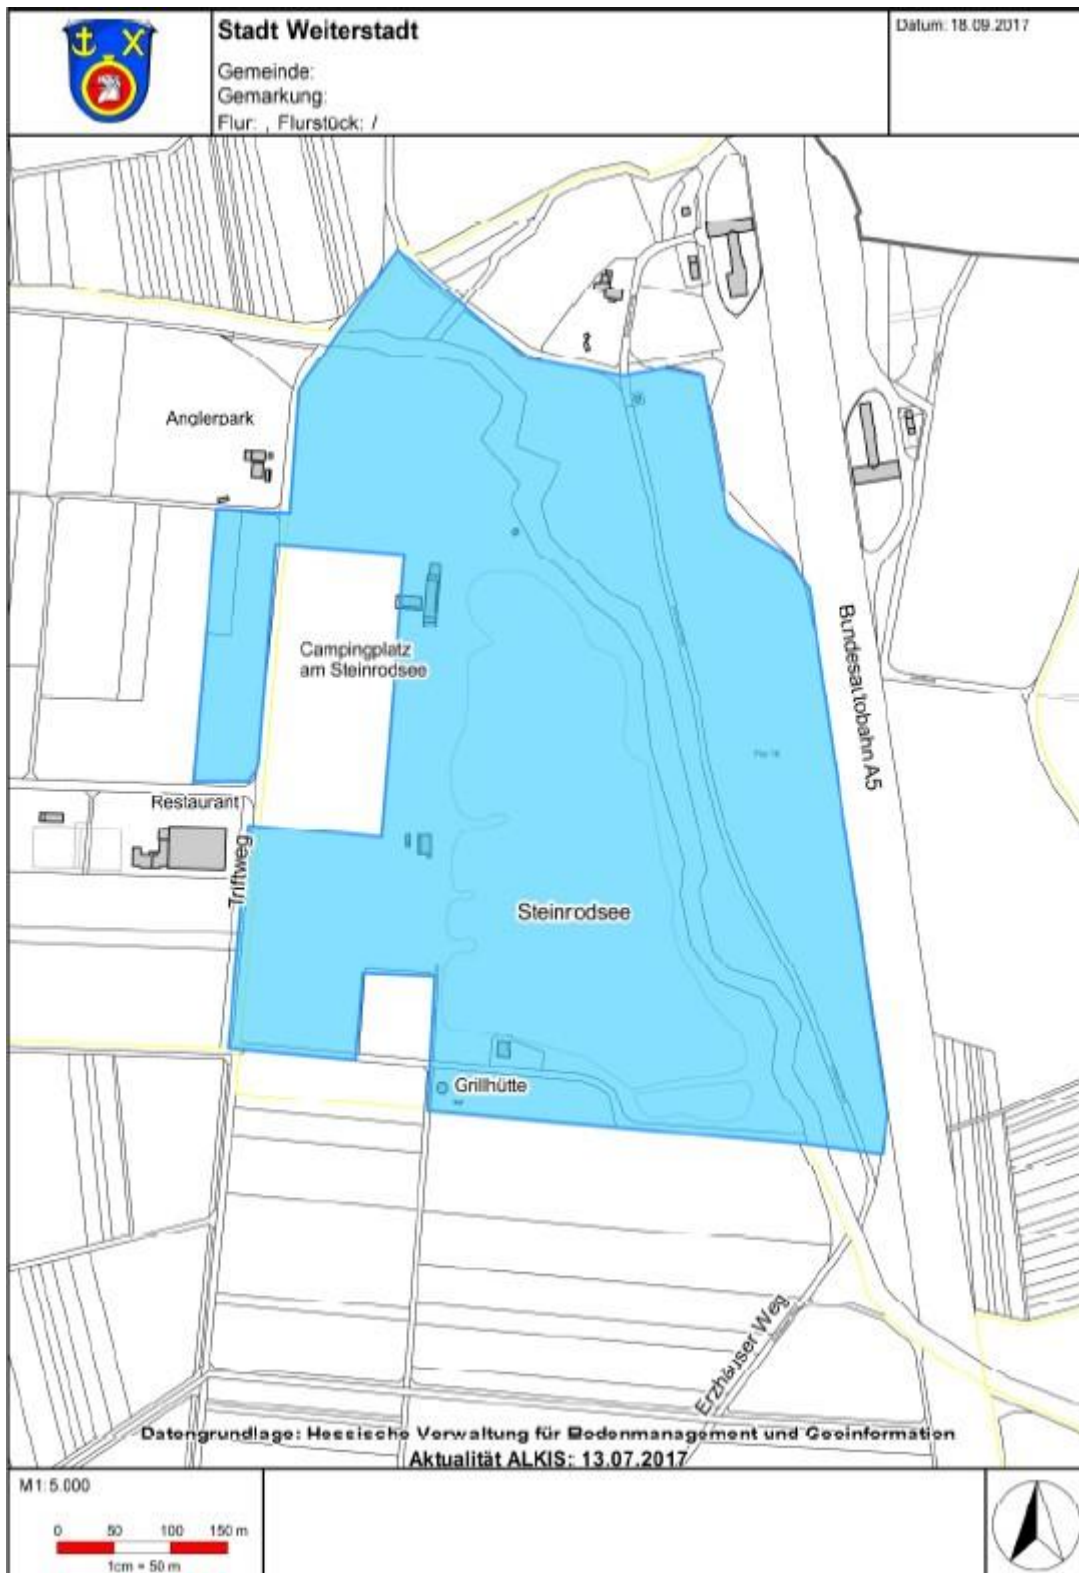 Stadt Weiterstadt
Datum: 18.09.2017
Gemeinde:
Gemarkung:
Flur: , Flurstück: /
Anglerpark
Campingplatz
am Steinrodsee
Bundesautobahn A5
Restaurant
Triftweg
Steinrodsee
Grillhütte
Erzhäuser Weg
Datengrundlage: Hessische Verwaltung für Bodenmanagement und Geoinformation
Aktualität ALKIS: 13.07.2017
M1:5.000
0 50 100 150 m
1cm = 50 m